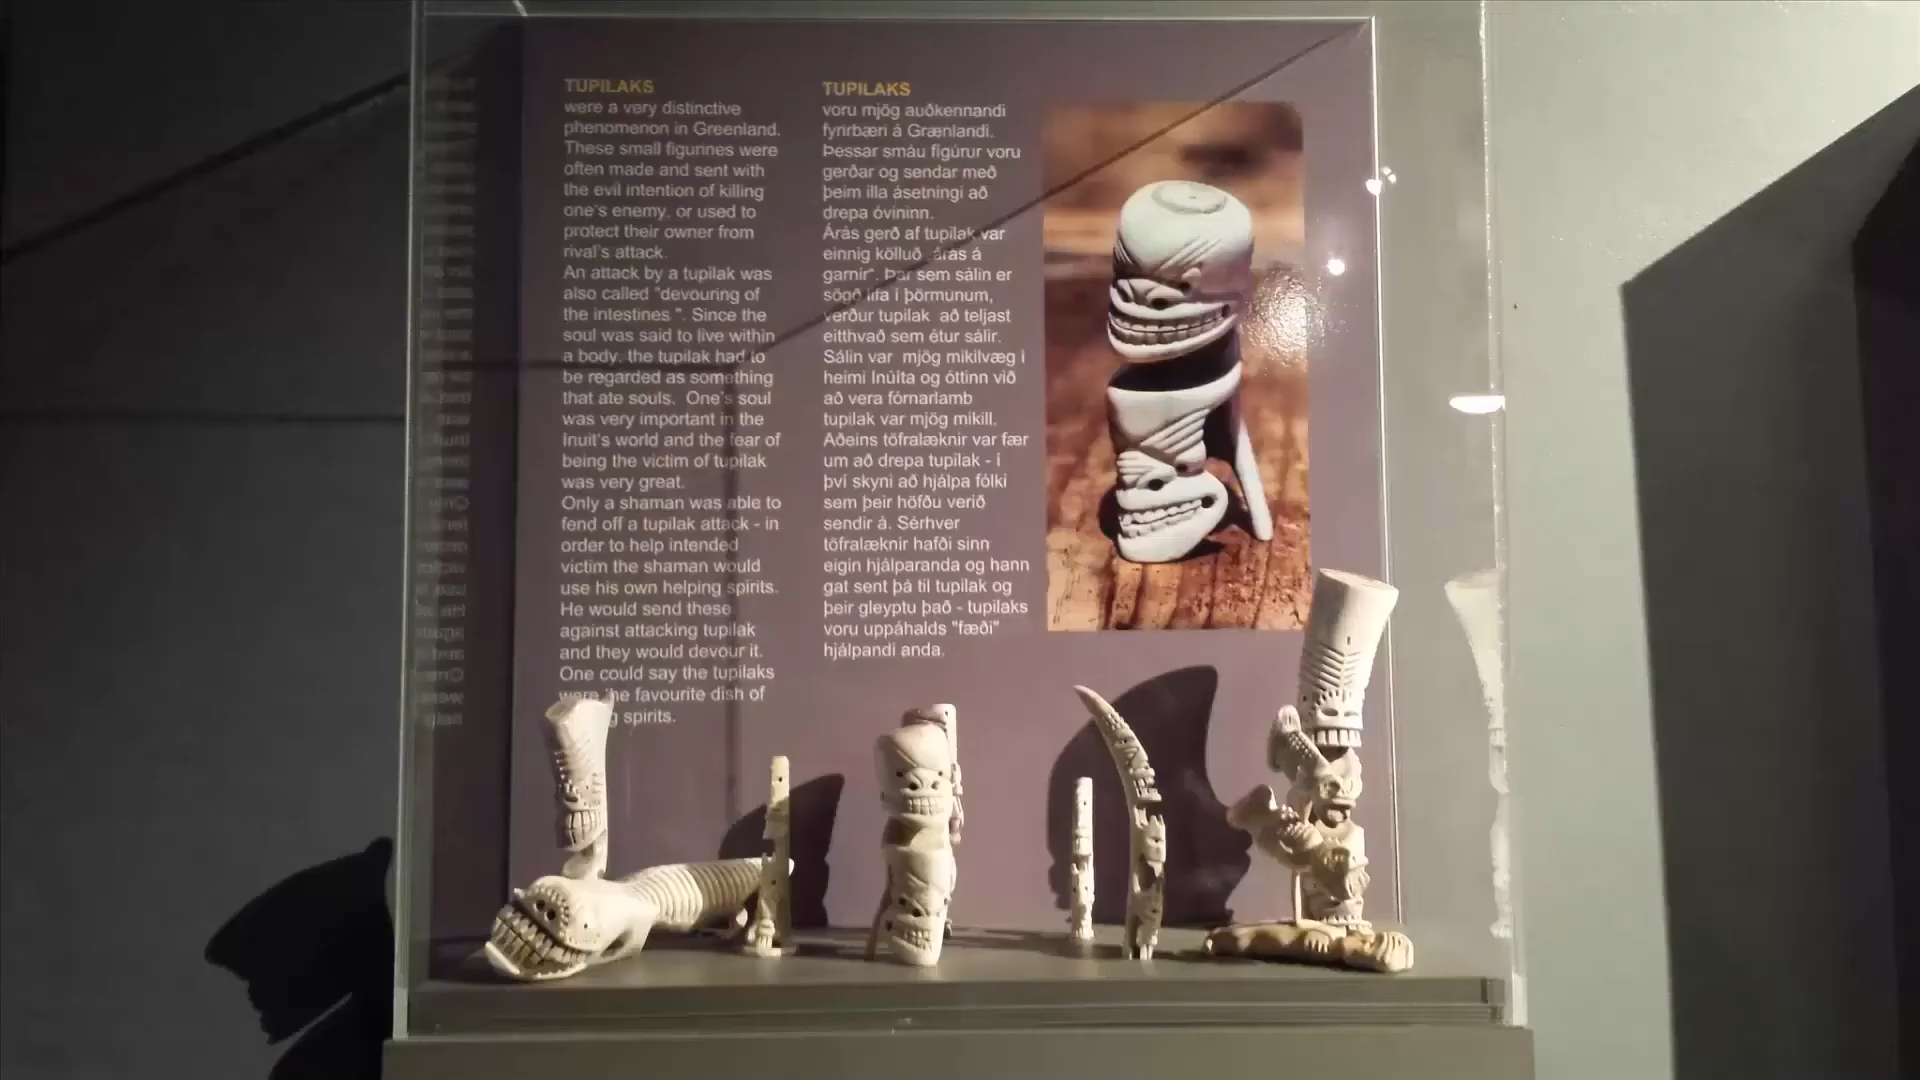 TUPILAKS
were a very distinctive
phenomenon in Greenland.
These small figurines were
often made and sent with
the evil intention of killing
one's enemy, or used to
protect their owner from
rival's attack.
An attack by a tupilak was
also called "devouring of
the intestines ". Since the
soul was said to live within
a body, the tupilak had to
be regarded as something
that ate souls. One's soul
was very important in the
Inuit's world and the fear of
being the victim of tupilak
was very great.
Only a shaman was able to
fend off a tupilak attack - in
order to help intended
victim the shaman would
use his own helping spirits.
He would send these
against attacking tupilak
and they would devour it.
One could say the tupilaks
were the favourite dish of
spirits.
TUPILAKS
voru mjög auðkennandi
fyrirbæri á Grænlandi.
Þessar smáu fígúrur voru
gerðar og sendar með
þeim illa ásetningi að
drepa óvininn.
Árás gerð af tupilak var
einnig kölluð „árás á
garnir". Þar sem sálin er
sögð lifa í þörmunum,
verður tupilak að teljast
eitthvað sem étur sálir.
Sálin var mjög mikilvæg í
heimi Inúíta og óttinn við
að vera fórnarlamb
tupilak var mjög mikill.
Aðeins töfralæknir var fær
um að drepa tupilak - í
því skyni að hjálpa fólki
sem þeir höfðu verið
sendir á. Sérhver
töfralæknir hafði sinn
eigin hjálparanda og hann
gat sent þá til tupilak og
þeir gleyptu það - tupilaks
voru uppáhalds "fæði"
hjálpandi anda.